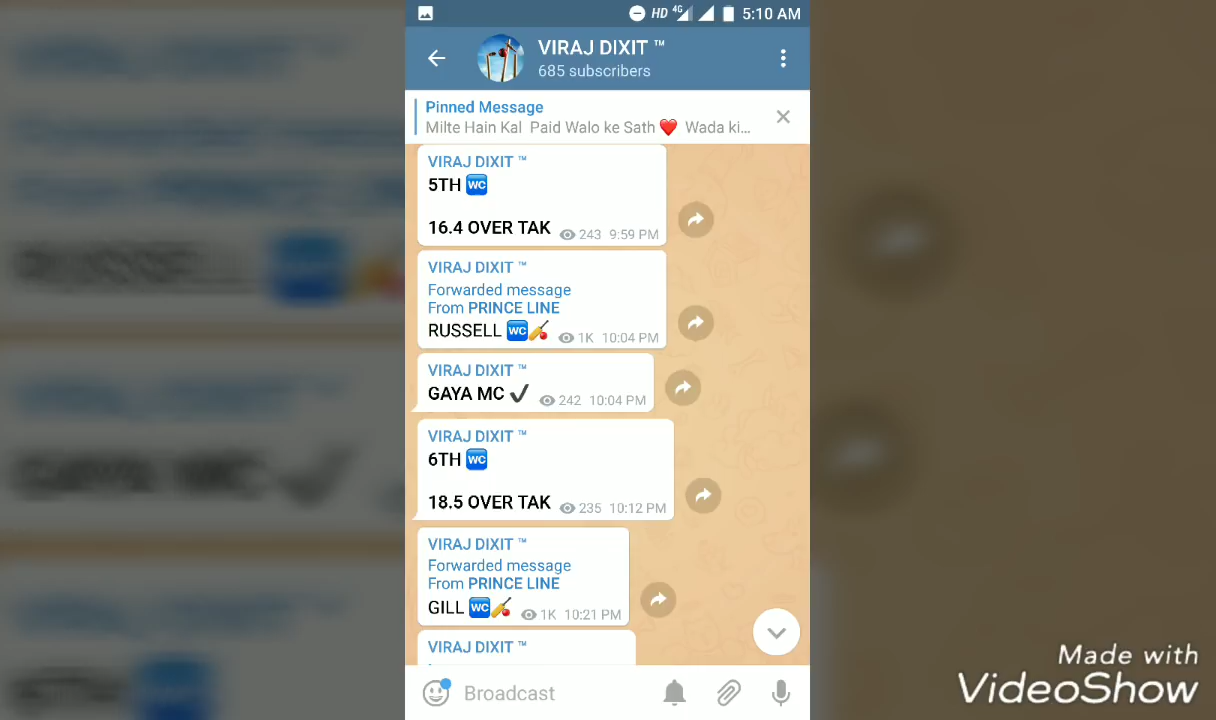 HD 4G 5:10 AM
VIRAJ DIXIT ™
685 subscribers
Pinned Message
Milte Hain Kal Paid Walo ke Sath ❤️ Wada ki...
VIRAJ DIXIT ™
5TH 🚾
16.4 OVER TAK 243 9:59 PM
VIRAJ DIXIT ™
Forwarded message
From PRINCE LINE
RUSSELL 🚾🏏 1K 10:04 PM
VIRAJ DIXIT ™
GAYA MC ✔️ 242 10:04 PM
VIRAJ DIXIT ™
6TH 🚾
18.5 OVER TAK 235 10:12 PM
VIRAJ DIXIT ™
Forwarded message
From PRINCE LINE
GILL 🚾🏏 1K 10:21 PM
VIRAJ DIXIT ™
Broadcast
Made with
VideoShow